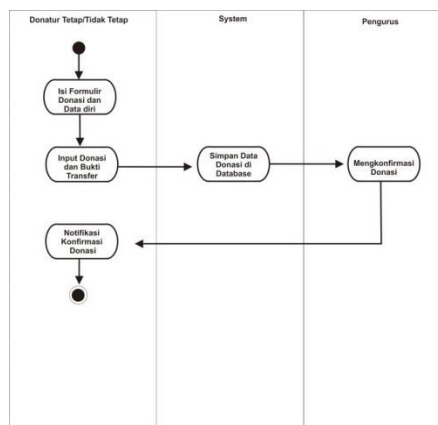 Donatur Tetap/Tidak Tetap
System
Pengurus
Isi Formulir
Donasi dan
Data diri
Input Donasi
dan Bukti
Transfer
Simpan Data
Donasi di
Database
Mengkonfirmasi
Donasi
Notifikasi
Konfirmasi
Donasi